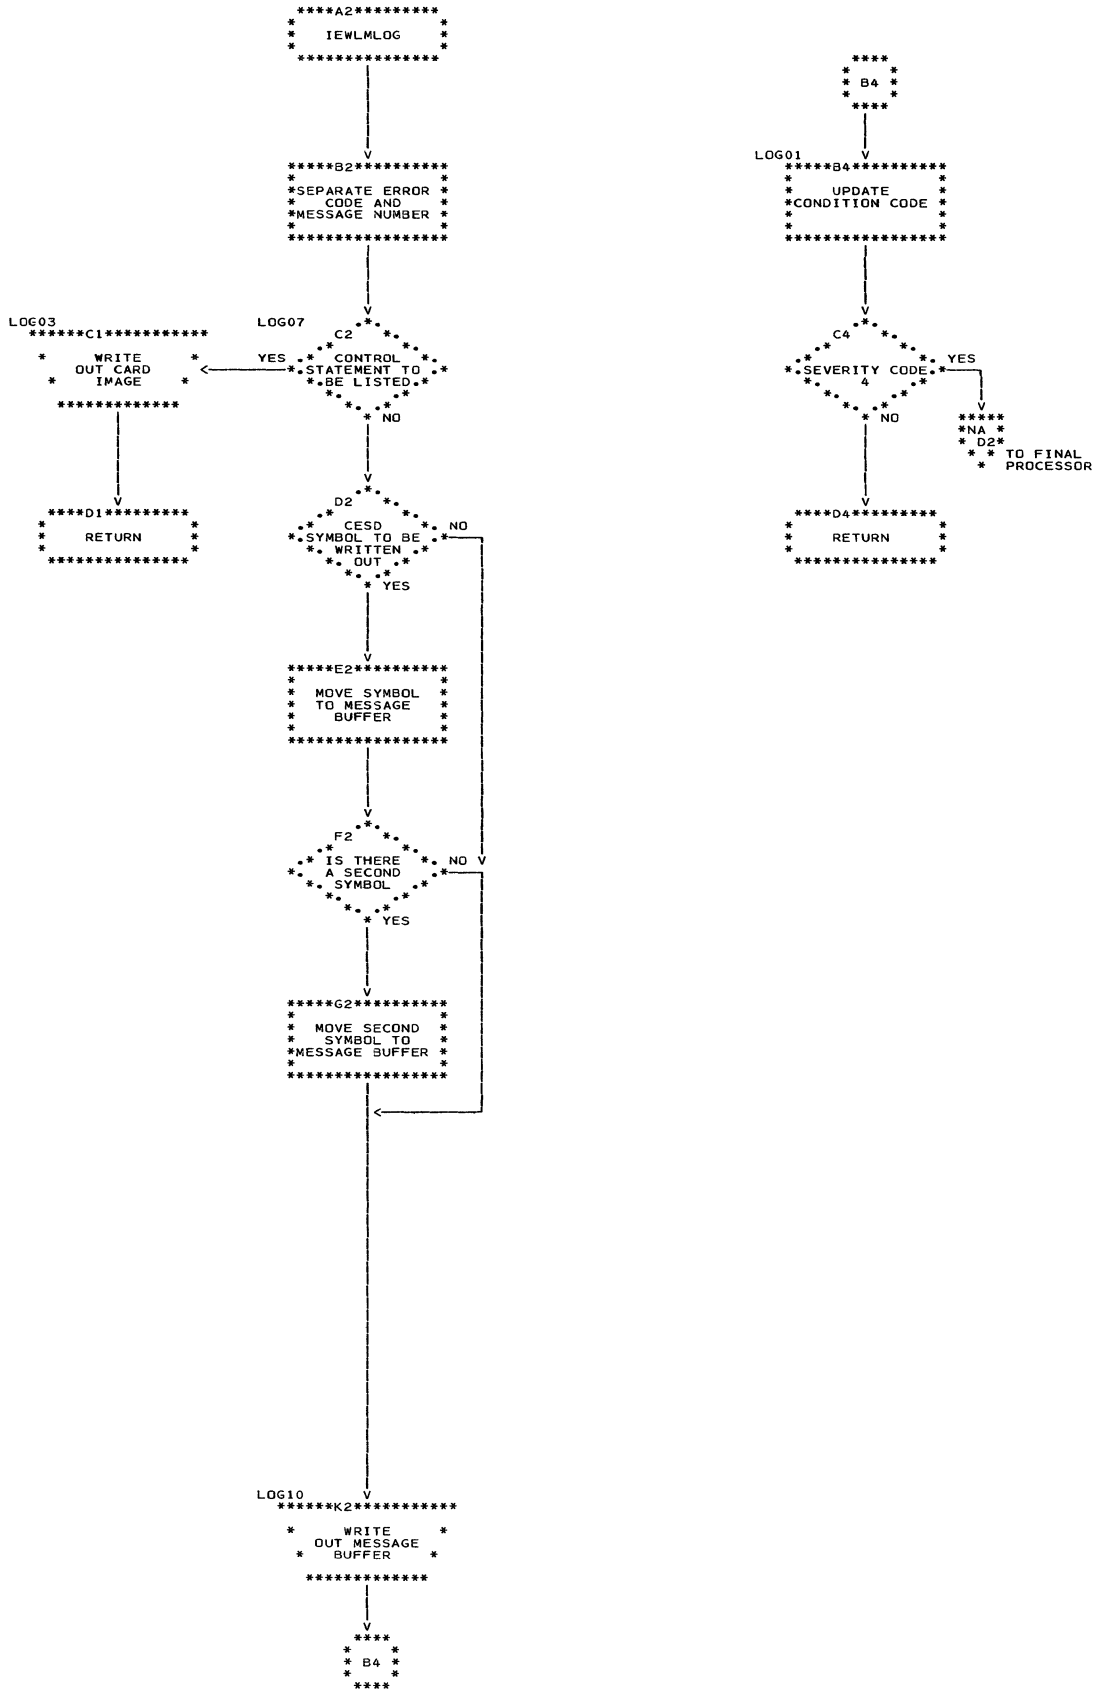 A2
IEWLMLOG
B2
SEPARATE ERROR
CODE AND
MESSAGE NUMBER
LOG07
C2
CONTROL
STATEMENT TO
BE LISTED
YES
NO
LOG03
C1
WRITE
OUT CARD
IMAGE
D1
RETURN
D2
CESD
SYMBOL TO BE
WRITTEN
OUT
NO
YES
E2
MOVE SYMBOL
TO MESSAGE
BUFFER
F2
IS THERE
A SECOND
SYMBOL
NO
YES
G2
MOVE SECOND
SYMBOL TO
MESSAGE BUFFER
LOG10
K2
WRITE
OUT MESSAGE
BUFFER
B4
B4
LOG01
B4
UPDATE
CONDITION CODE
C4
SEVERITY CODE
4
YES
NO
NA
D2
TO FINAL
PROCESSOR
D4
RETURN